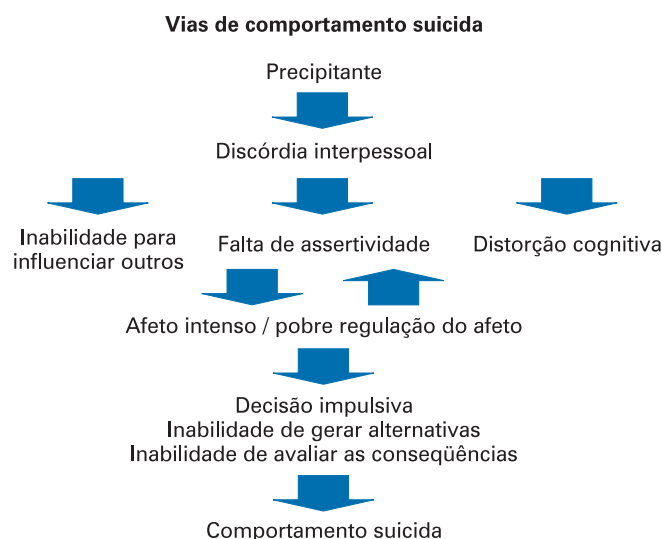 Vias de comportamento suicida
Precipitante
Discórdia interpessoal
Inabilidade para
influenciar outros
Falta de assertividade
Distorção cognitiva
Afeto intenso / pobre regulação do afeto
Decisão impulsiva
Inabilidade de gerar alternativas
Inabilidade de avaliar as conseqüências
Comportamento suicida